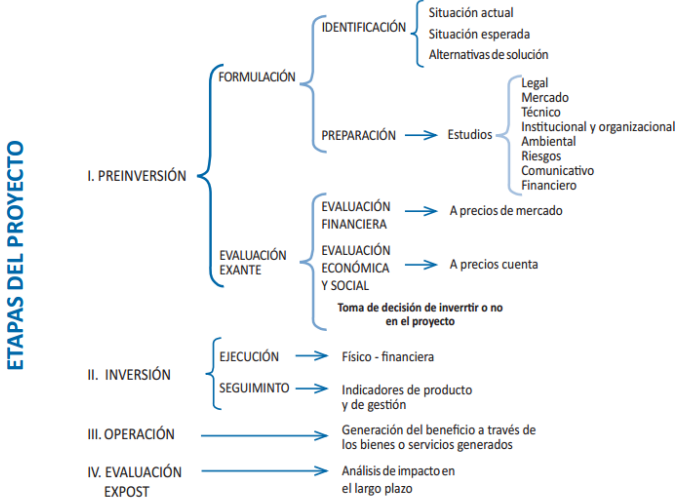 ETAPAS DEL PROYECTO
I. PREINVERSIÓN
FORMULACIÓN
IDENTIFICACIÓN
Situación actual
Situación esperada
Alternativas de solución
PREPARACIÓN
Estudios
Legal
Mercado
Técnico
Institucional y organizacional
Ambiental
Riesgos
Comunicativo
Financiero
EVALUACIÓN
EXANTE
EVALUACIÓN
FINANCIERA
A precios de mercado
EVALUACIÓN
ECONÓMICA
Y SOCIAL
A precios cuenta
Toma de decisión de inverrtir o no
en el proyecto
II. INVERSIÓN
EJECUCIÓN
Físico - financiera
SEGUIMINTO
Indicadores de producto
y de gestión
III. OPERACIÓN
Generación del beneficio a través de
los bienes o servicios generados
IV. EVALUACIÓN
EXPOST
Análisis de impacto en
el largo plazo